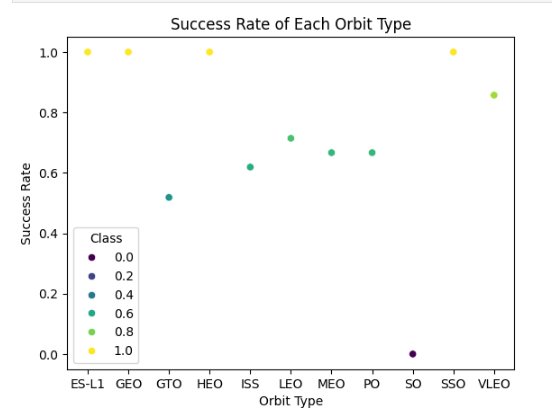 Success Rate of Each Orbit Type
1.0
0.8
0.6
0.4
0.2
0.0
Success Rate
Class
0.0
0.2
0.4
0.6
0.8
1.0
ES-L1 GEO GTO HEO ISS LEO MEO PO SO SSO VLEO
Orbit Type